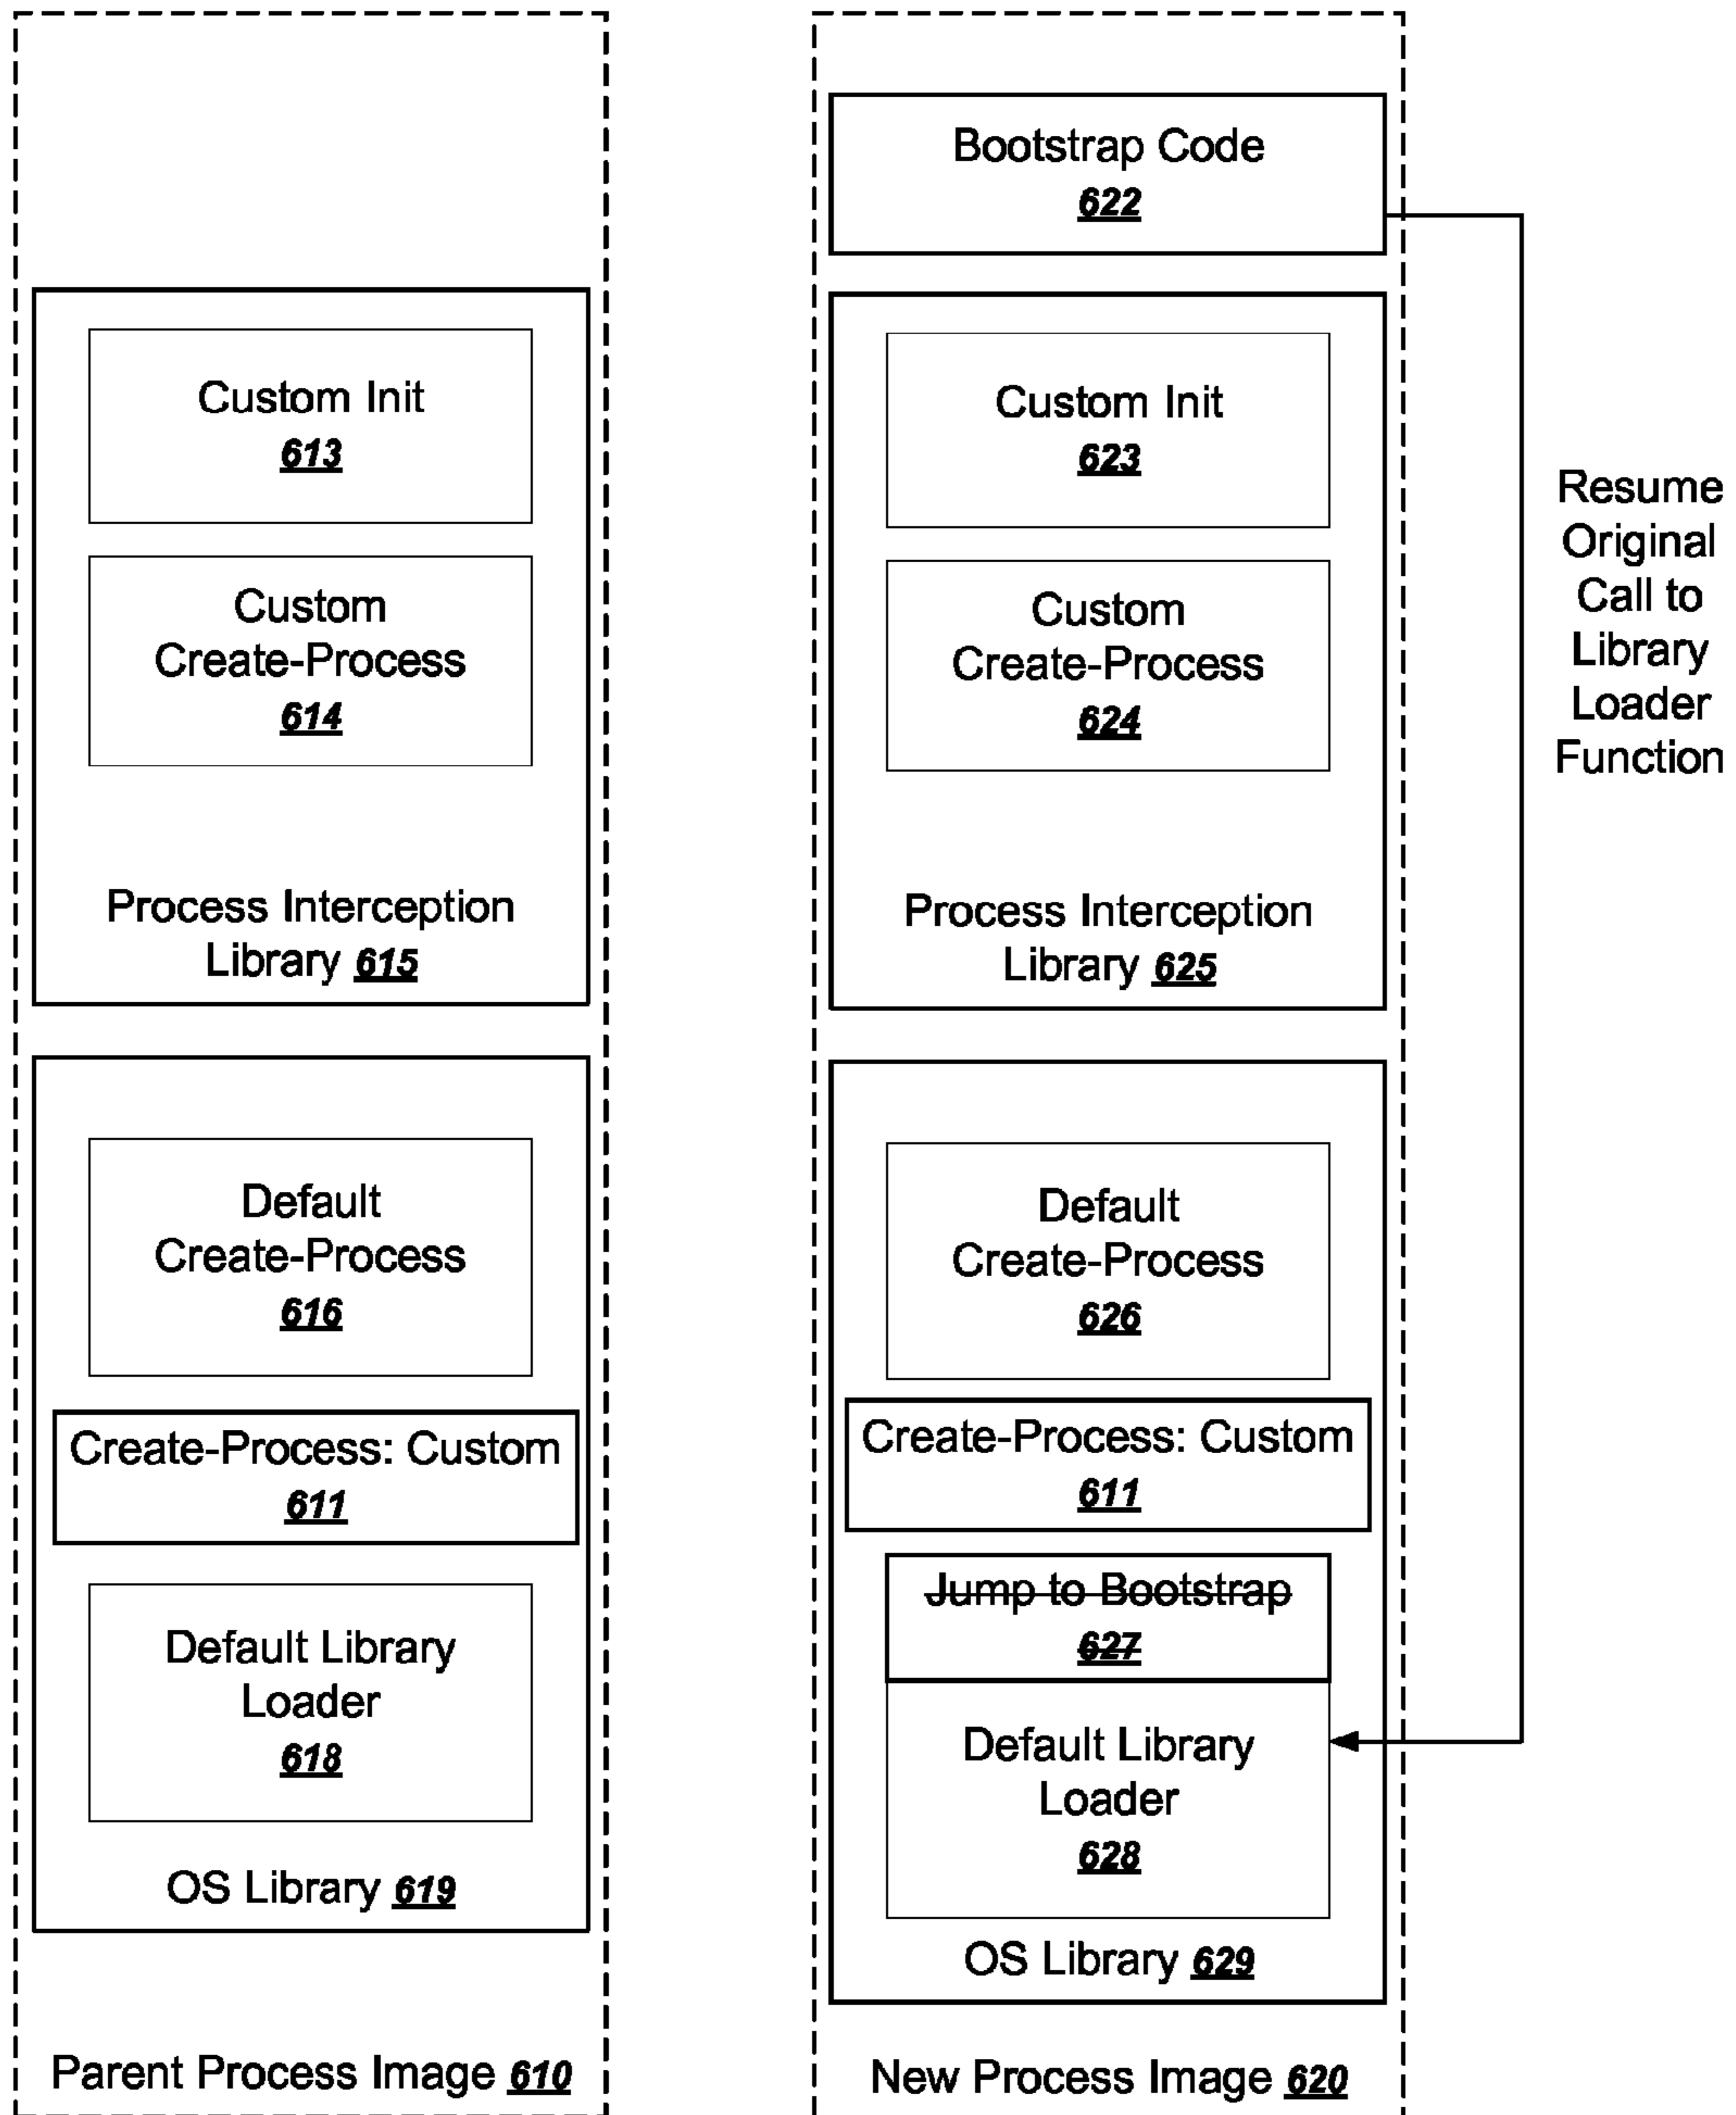 Custom Init
613
Custom
Create-Process
614
Process Interception
Library 615
Default
Create-Process
616
Create-Process: Custom
611
Default Library
Loader
618
OS Library 619
Parent Process Image 610
Bootstrap Code
622
Custom Init
623
Custom
Create-Process
624
Process Interception
Library 625
Default
Create-Process
626
Create-Process: Custom
611
Jump to Bootstrap
627
Default Library
Loader
628
OS Library 629
New Process Image 620
Resume
Original
Call to
Library
Loader
Function